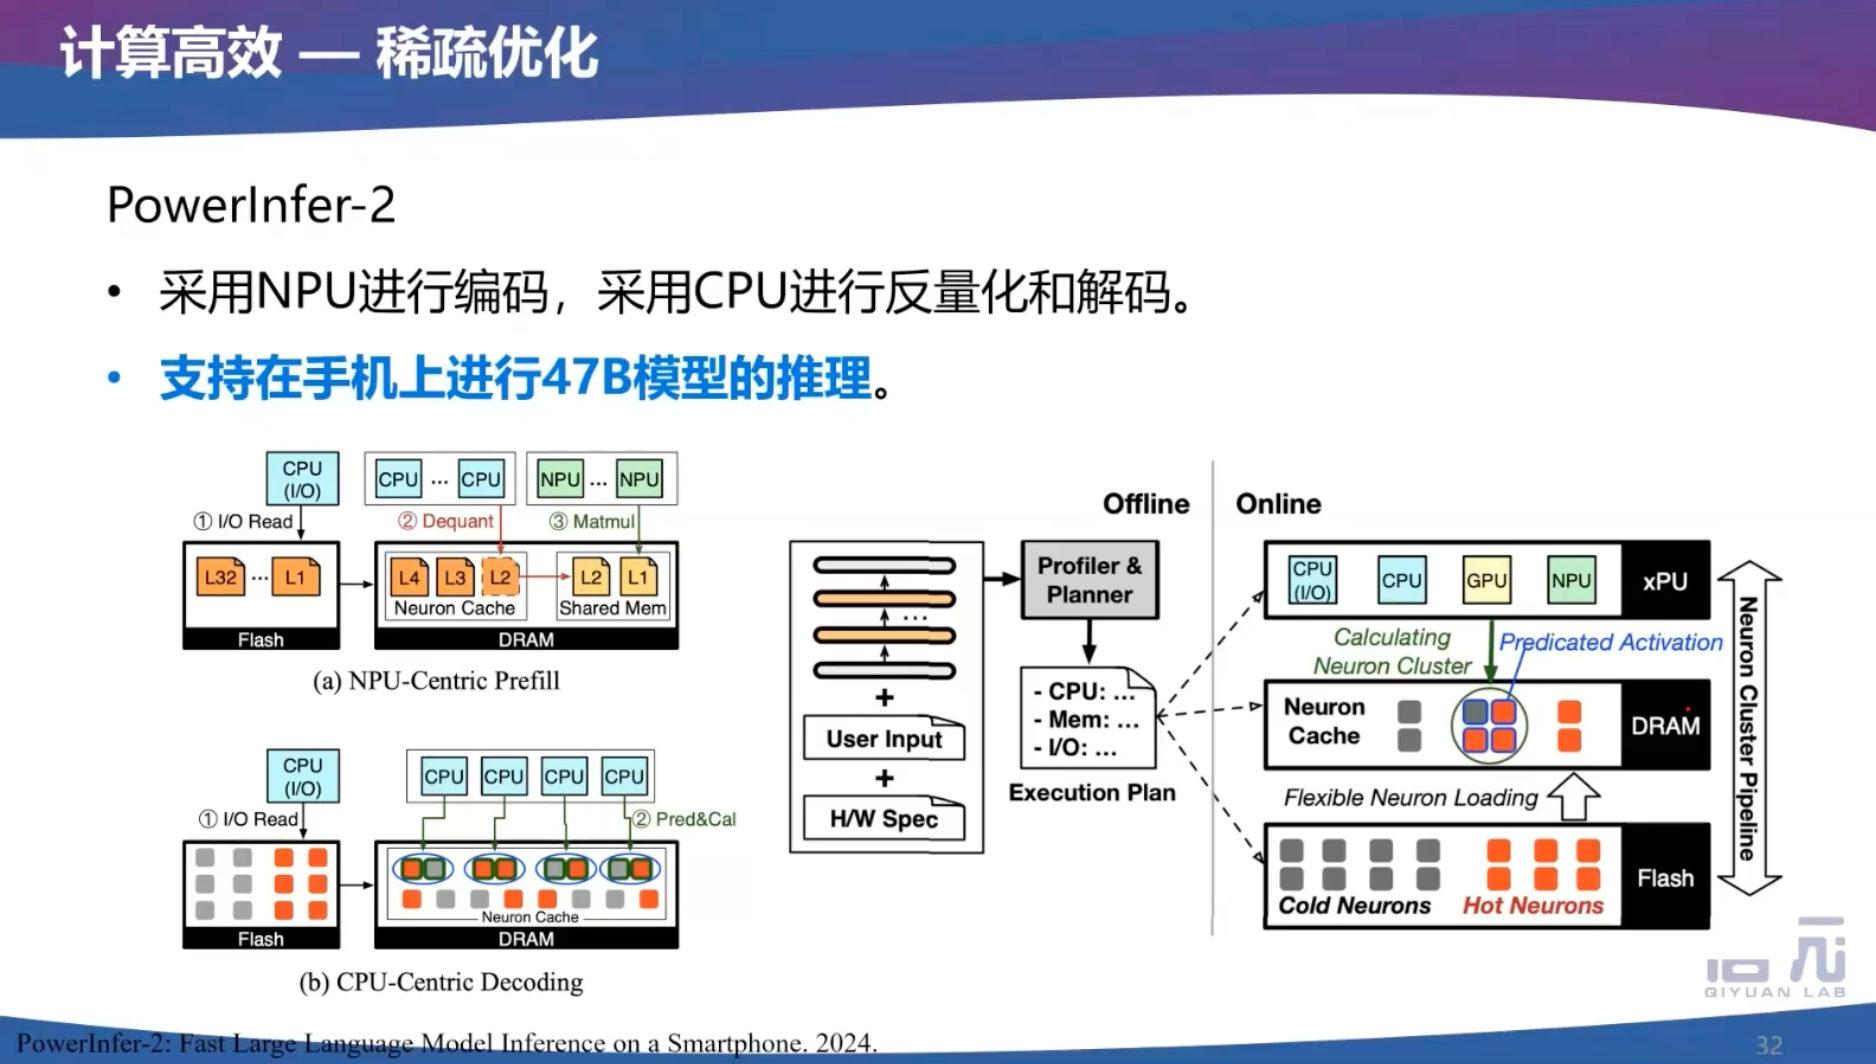 计算高效 — 稀疏优化
PowerInfer-2
• 采用NPU进行编码，采用CPU进行反量化和解码。
• 支持在手机上进行47B模型的推理。
CPU
(I/O)
CPU ... CPU
NPU ... NPU
① I/O Read
② Dequant
③ Matmul
L32 ... L1
L4 L3 L2
L2 L1
Neuron Cache
Shared Mem
Flash
DRAM
(a) NPU-Centric Prefill
CPU
(I/O)
CPU CPU CPU CPU
① I/O Read
② Pred&Cal
Neuron Cache
Flash
DRAM
(b) CPU-Centric Decoding
Offline
...
+
User Input
+
H/W Spec
Profiler &
Planner
- CPU: ...
- Mem: ...
- I/O: ...
Execution Plan
Online
CPU
(I/O)
CPU
GPU
NPU
xPU
Calculating
Neuron Cluster
Predicated Activation
Neuron
Cache
DRAM
Flexible Neuron Loading
Cold Neurons
Hot Neurons
Flash
Neuron Cluster Pipeline
QIYUAN LAB
PowerInfer-2: Fast Large Language Model Inference on a Smartphone. 2024.
32